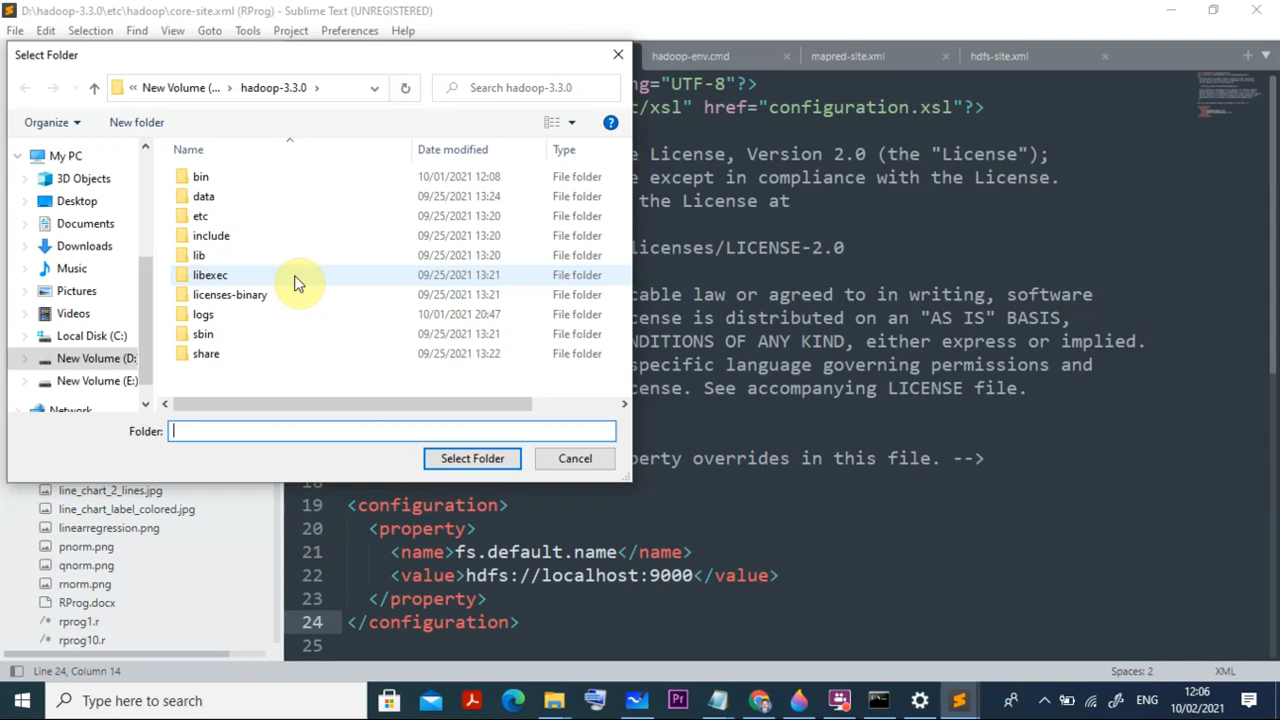 D:\hadoop-3.3.0\etc\hadoop\core-site.xml (RProg) - Sublime Text (UNREGISTERED)
File Edit Selection Find View Goto Tools Project Preferences Help
Select Folder
hadoop-env.cmd mapred-site.xml hdfs-site.xml
« New Volume (... hadoop-3.3.0 Search hadoop-3.3.0
Organize New folder
Name Date modified Type
My PC
3D Objects
Desktop
Documents
Downloads
Music
Pictures
Videos
Local Disk (C:)
New Volume (D:
New Volume (E:)
Network
bin 10/01/2021 12:08 File folder
data 09/25/2021 13:24 File folder
etc 09/25/2021 13:20 File folder
include 09/25/2021 13:20 File folder
lib 09/25/2021 13:20 File folder
libexec 09/25/2021 13:21 File folder
licenses-binary 09/25/2021 13:21 File folder
logs 10/01/2021 20:47 File folder
sbin 09/25/2021 13:21 File folder
share 09/25/2021 13:22 File folder
Folder:
Select Folder Cancel
ng="UTF-8"?>
t/xsl" href="configuration.xsl"?>
e License, Version 2.0 (the "License");
e except in compliance with the License.
the License at
icenses/LICENSE-2.0
cable law or agreed to in writing, software
cense is distributed on an "AS IS" BASIS,
NDITIONS OF ANY KIND, either express or implied.
specific language governing permissions and
cense. See accompanying LICENSE file.
perty overrides in this file. -->
18
19 <configuration>
20 <property>
21 <name>fs.default.name</name>
22 <value>hdfs://localhost:9000</value>
23 </property>
24 </configuration>
25
line_chart_2_lines.jpg
line_chart_label_colored.jpg
linearregression.png
pnorm.png
qnorm.png
rnorm.png
RProg.docx
/* rprog1.r
/* rprog10.r
Line 24, Column 14 Spaces: 2 XML
Type here to search
ENG
12:06
10/02/2021